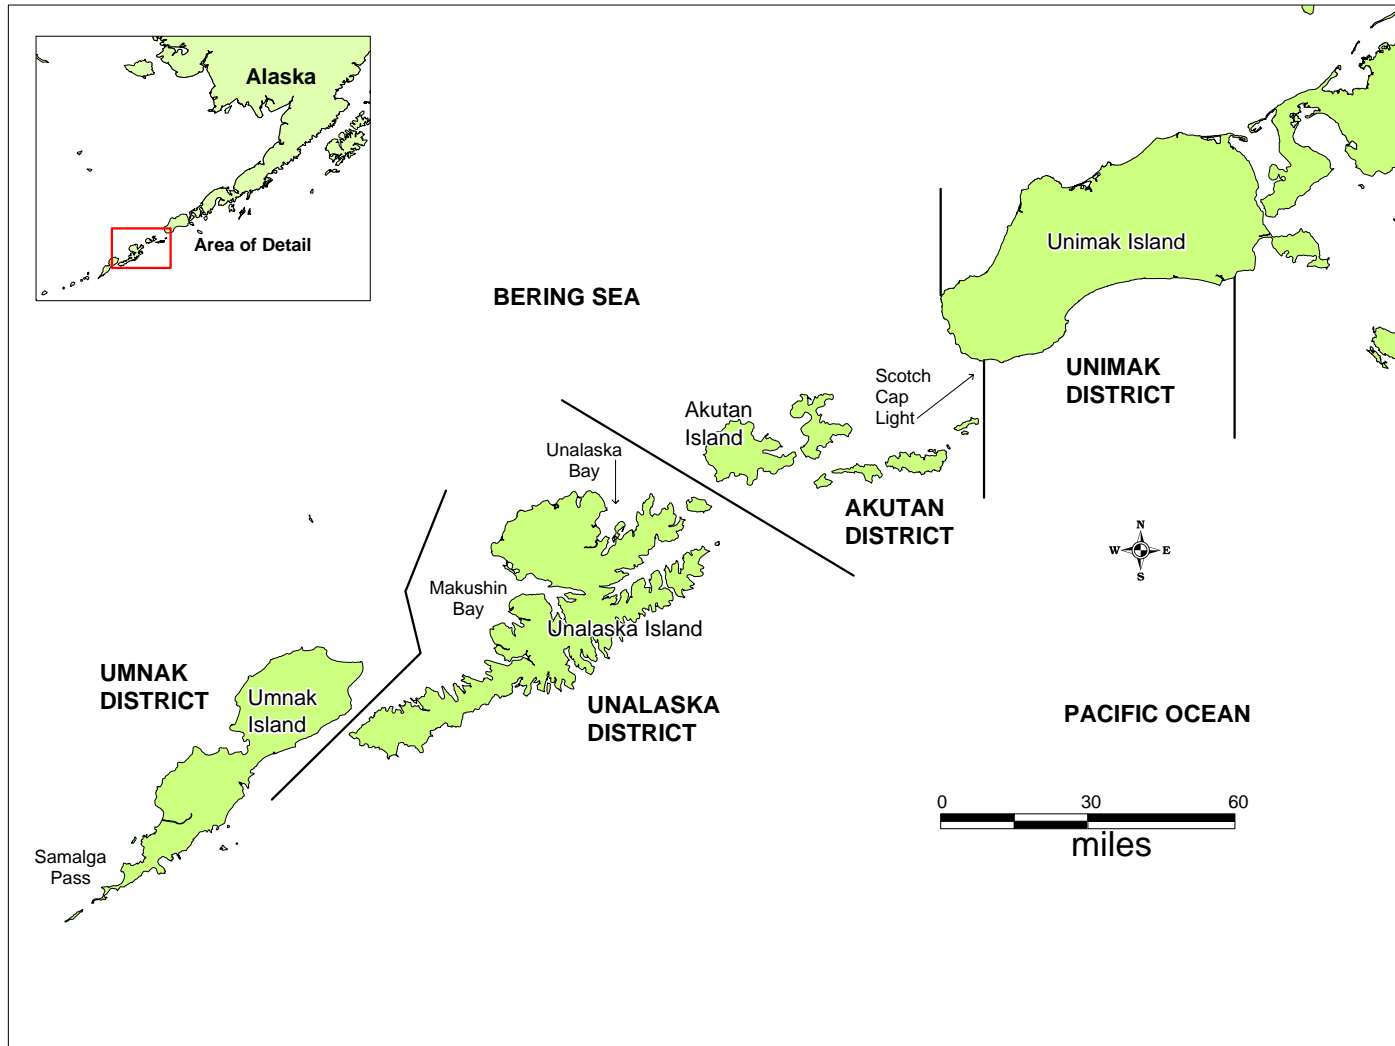 Alaska
Area of Detail
BERING SEA
Unimak Island
UNIMAK
DISTRICT
Scotch
Cap
Light
Akutan
Island
Unalaska
Bay
AKUTAN
DISTRICT
N
W
E
S
Makushin
Bay
Unalaska Island
UMNAK
DISTRICT
Umnak
Island
UNALASKA
DISTRICT
PACIFIC OCEAN
0
30
60
miles
Samalga
Pass